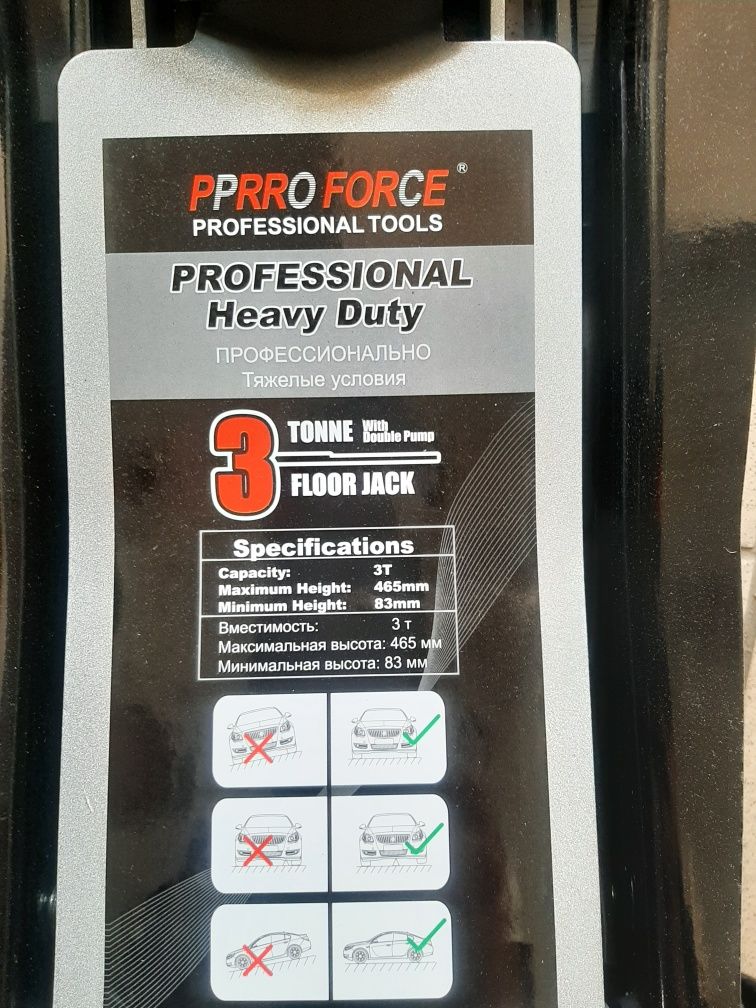 PPRRO FORCE ®
PROFESSIONAL TOOLS
PROFESSIONAL
Heavy Duty
ПРОФЕССИОНАЛЬНО
Тяжелые условия
3 TONNE With Double Pump
FLOOR JACK
Specifications
Capacity: 3T
Maximum Height: 465mm
Minimum Height: 83mm
Вместимость: 3 т
Максимальная высота: 465 мм
Минимальная высота: 83 мм